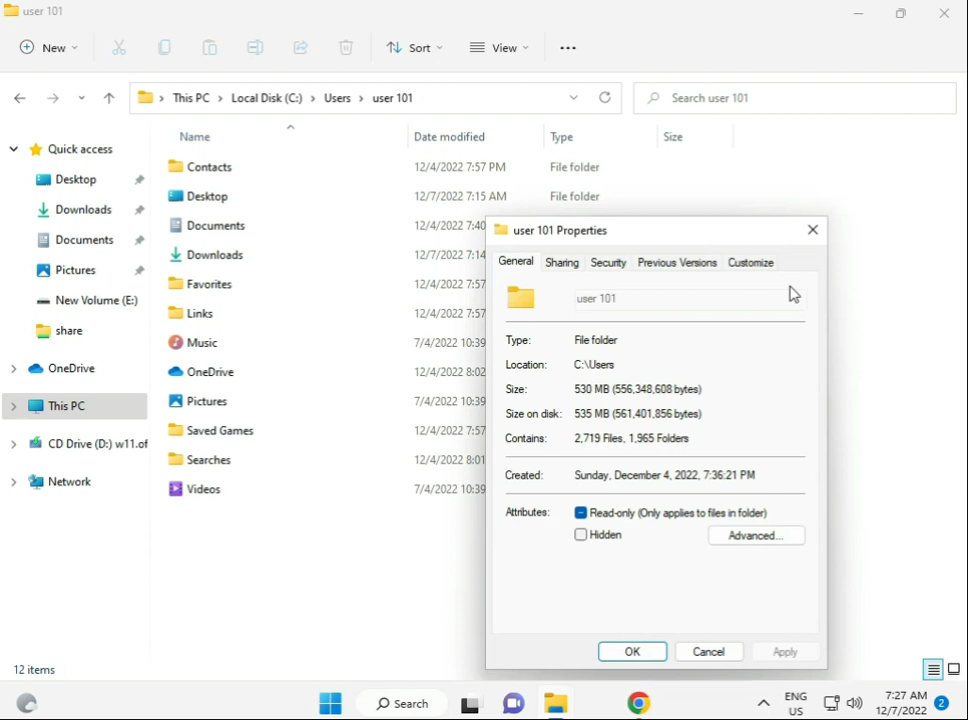 user 101
New
Sort
View
This PC > Local Disk (C:) > Users > user 101
Search user 101
Name Date modified Type Size
Quick access
Desktop
Downloads
Documents
Pictures
New Volume (E:)
share
OneDrive
This PC
CD Drive (D:) w11.of
Network
Contacts 12/4/2022 7:57 PM File folder
Desktop 12/7/2022 7:15 AM File folder
Documents 12/4/2022 7:40
Downloads 12/7/2022 7:14
Favorites 12/4/2022 7:57
Links 12/4/2022 7:57
Music 7/4/2022 10:39
OneDrive 12/4/2022 8:02
Pictures 7/4/2022 10:39
Saved Games 12/4/2022 7:57
Searches 12/4/2022 8:01
Videos 7/4/2022 10:39
user 101 Properties
General Sharing Security Previous Versions Customize
user 101
Type: File folder
Location: C:\Users
Size: 530 MB (556,348,608 bytes)
Size on disk: 535 MB (561,401,856 bytes)
Contains: 2,719 Files, 1,965 Folders
Created: Sunday, December 4, 2022, 7:36:21 PM
Attributes: Read-only (Only applies to files in folder)
Hidden Advanced...
OK Cancel Apply
12 items
Search
ENG
US
7:27 AM
12/7/2022
2